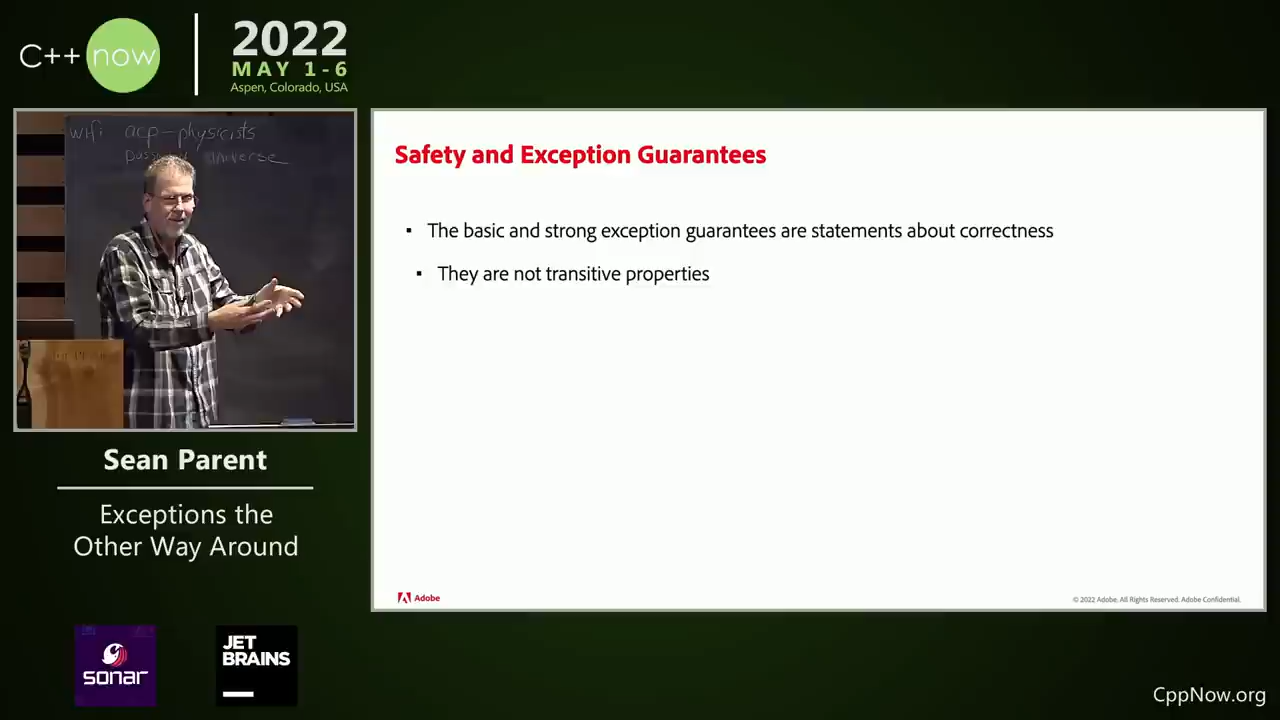 C++ now
2022
MAY 1-6
Aspen, Colorado, USA
wifi acp-physicists
universe
Sean Parent
Exceptions the
Other Way Around
SONAR
JET
BRAINS
Safety and Exception Guarantees
▪ The basic and strong exception guarantees are statements about correctness
▪ They are not transitive properties
Adobe
© 2022 Adobe. All Rights Reserved. Adobe Confidential.
CppNow.org